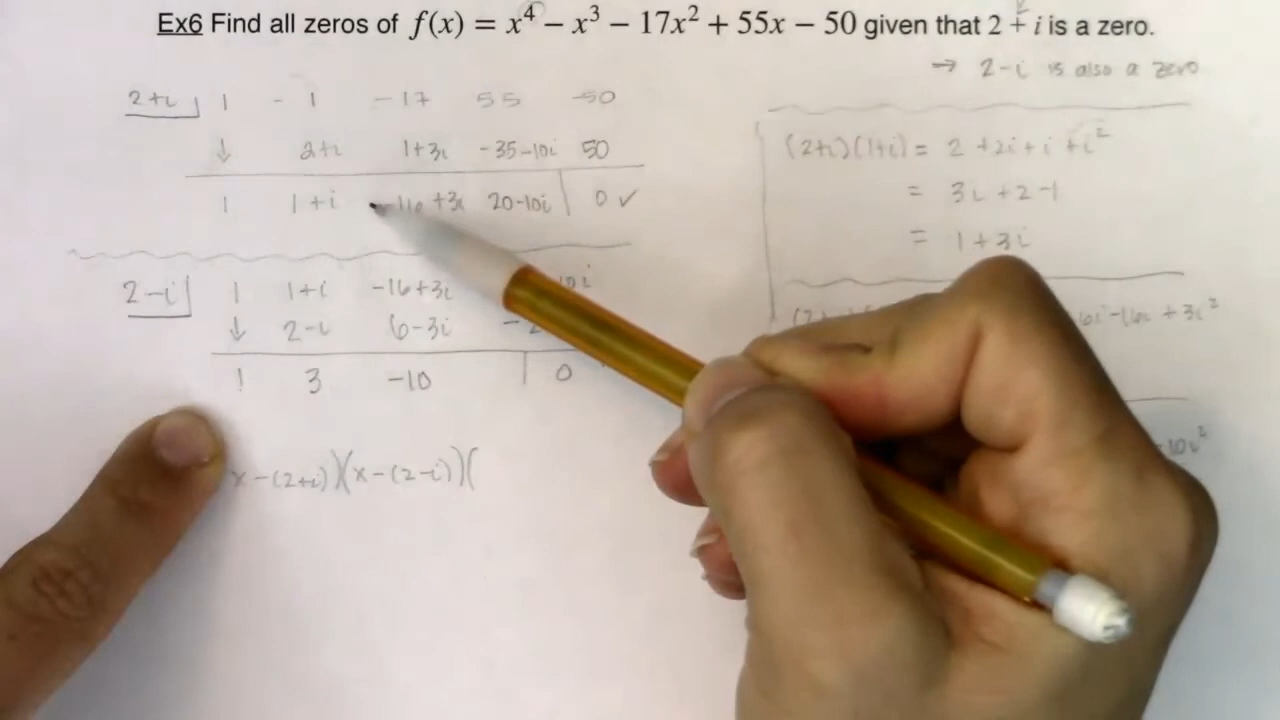 Ex6 Find all zeros of f(x) = x⁴ − x³ − 17x² + 55x − 50 given that 2 + i is a zero.
→ 2-i is also a zero
2+i 1 -1 -17 55 -50
↓ 2+i 1+3i -35-10i 50
1 1+i -16+3i 20-10i 0 ✓
2-i 1 1+i -16+3i
↓ 2-i 6-3i
1 3 -10 0
x-(2+i))(x-(2-i))(
(2+i)(1+i) = 2 +2i+i +i²
= 3i+2-1
= 1+3i
-16i + 3i²
-10i²